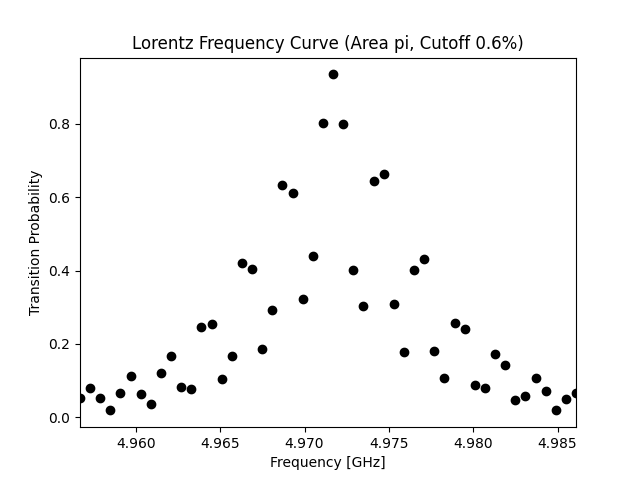 Lorentz Frequency Curve (Area pi, Cutoff 0.6%)
Transition Probability
0.8
0.6
0.4
0.2
0.0
4.960 4.965 4.970 4.975 4.980 4.985
Frequency [GHz]